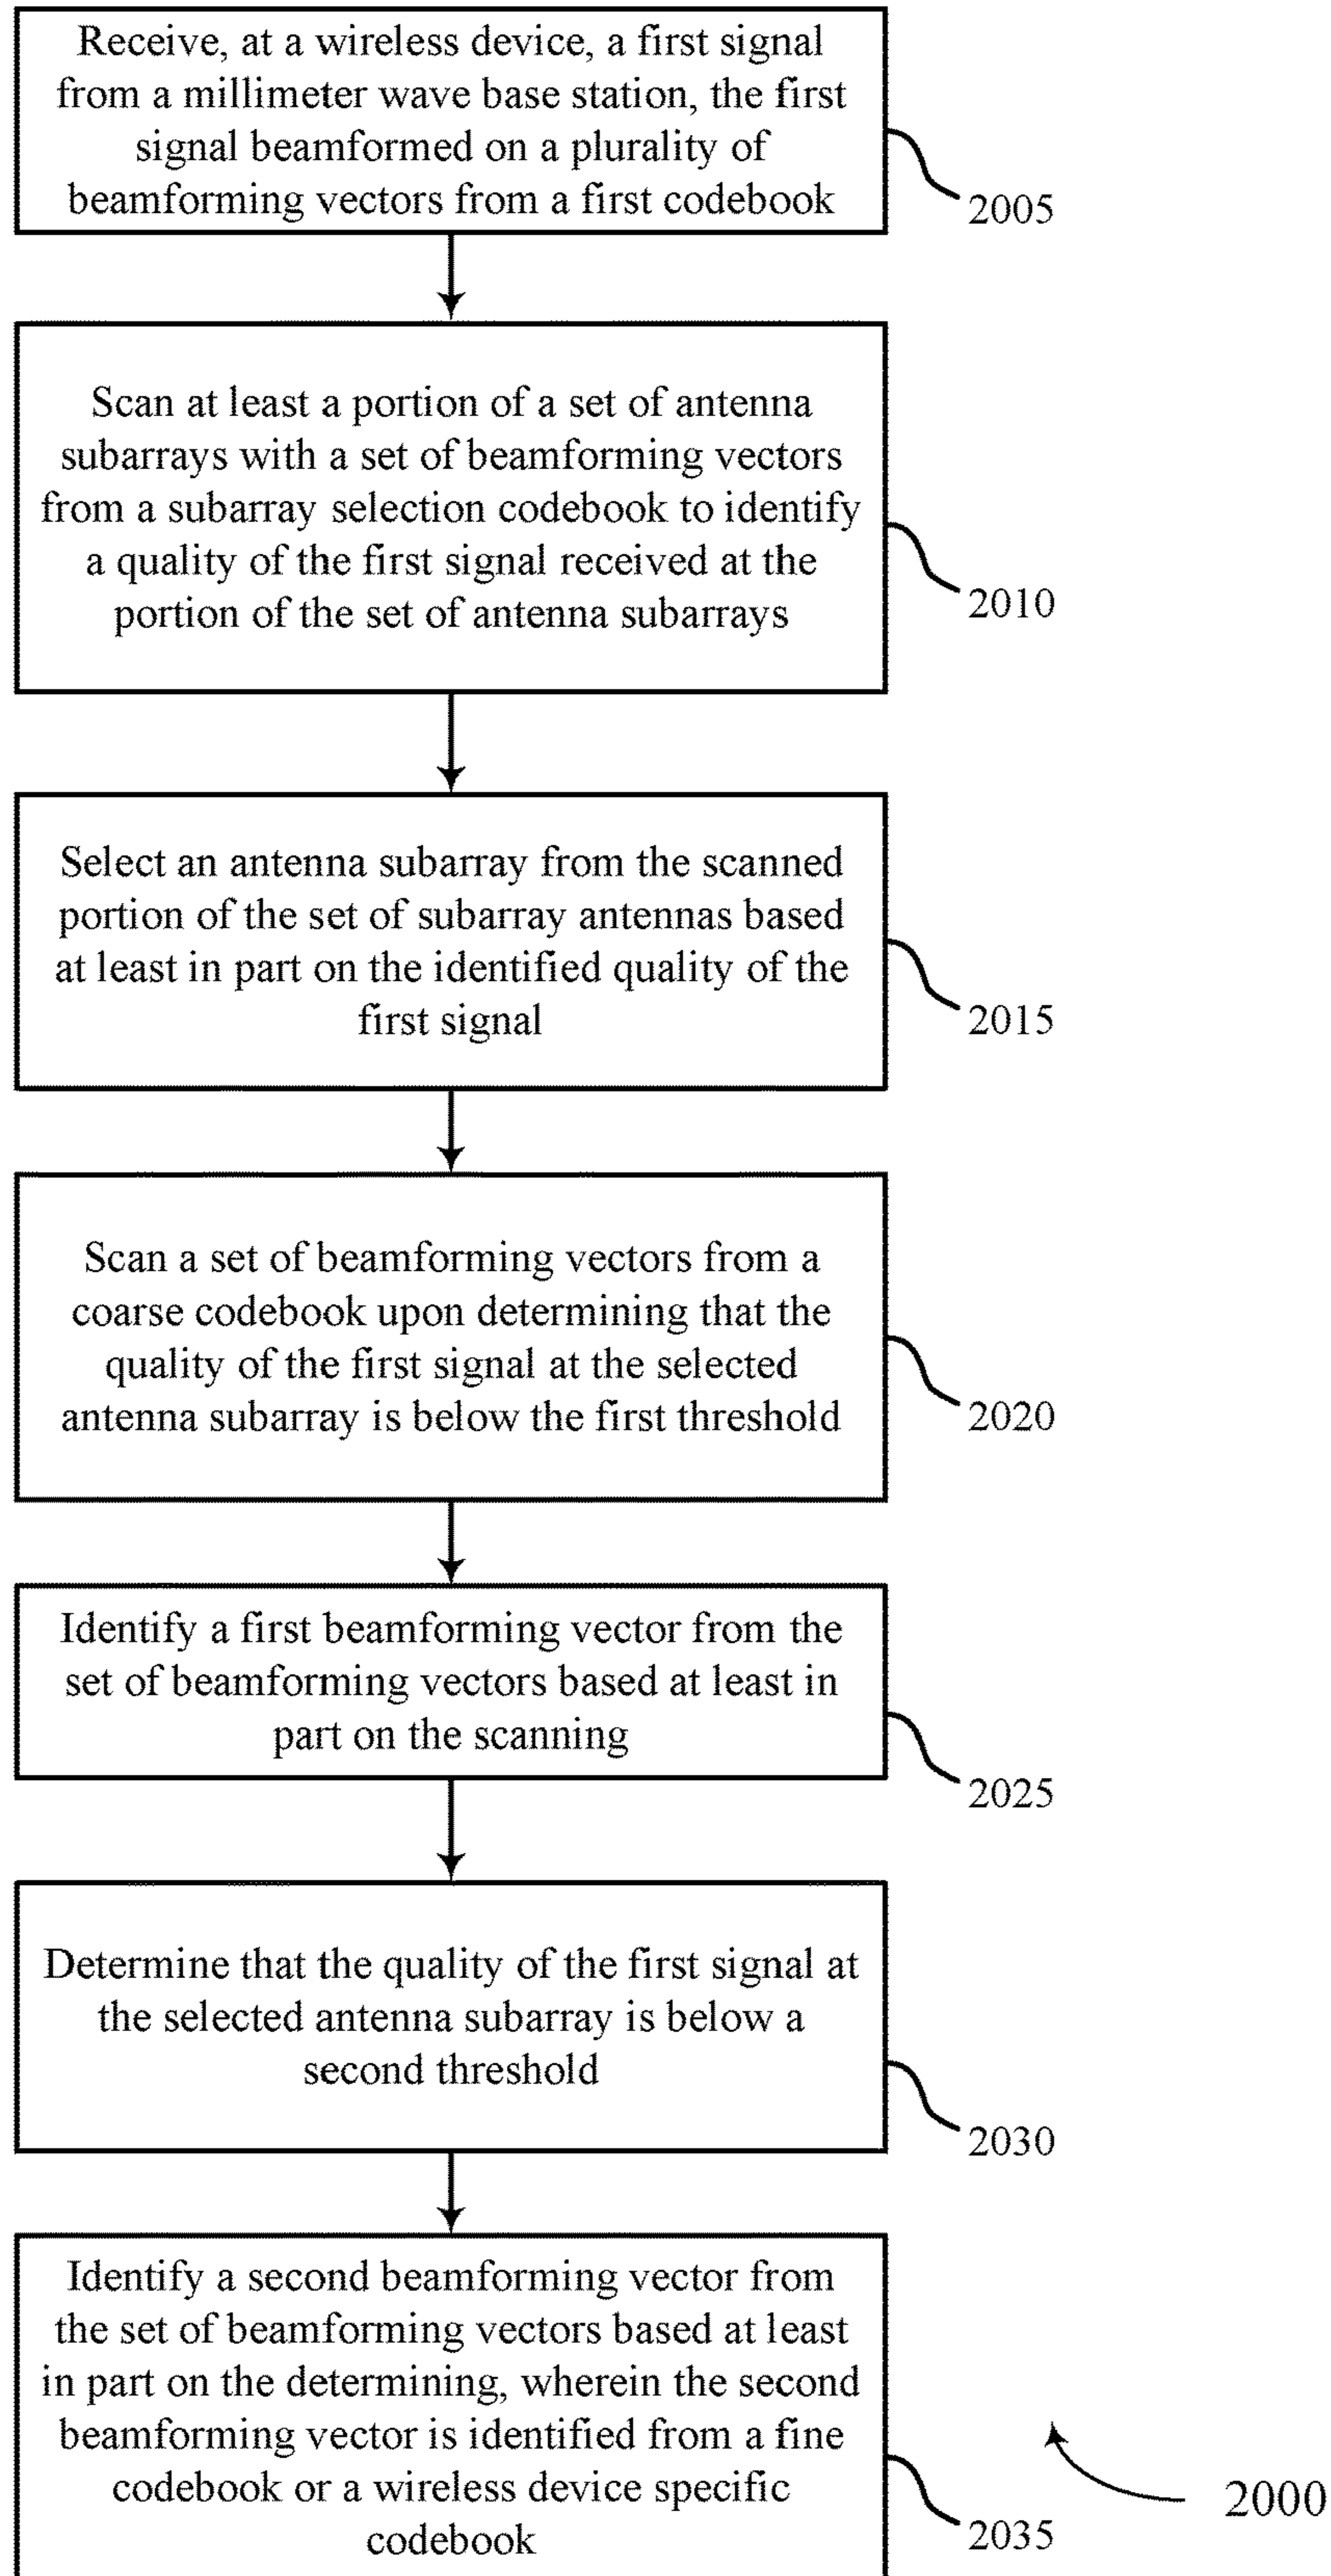 Receive, at a wireless device, a first signal
from a millimeter wave base station, the first
signal beamformed on a plurality of
beamforming vectors from a first codebook
2005
Scan at least a portion of a set of antenna
subarrays with a set of beamforming vectors
from a subarray selection codebook to identify
a quality of the first signal received at the
portion of the set of antenna subarrays
2010
Select an antenna subarray from the scanned
portion of the set of subarray antennas based
at least in part on the identified quality of the
first signal
2015
Scan a set of beamforming vectors from a
coarse codebook upon determining that the
quality of the first signal at the selected
antenna subarray is below the first threshold
2020
Identify a first beamforming vector from the
set of beamforming vectors based at least in
part on the scanning
2025
Determine that the quality of the first signal at
the selected antenna subarray is below a
second threshold
2030
Identify a second beamforming vector from
the set of beamforming vectors based at least
in part on the determining, wherein the second
beamforming vector is identified from a fine
codebook or a wireless device specific
codebook
2035
2000